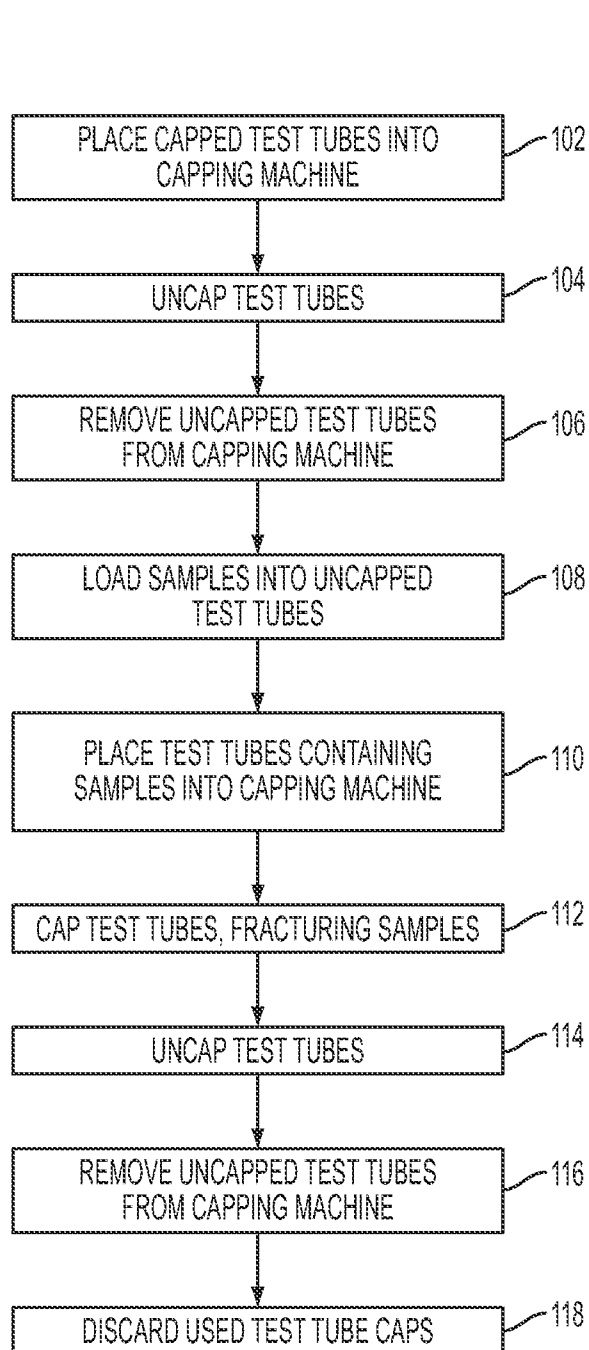 PLACE CAPPED TEST TUBES INTO
CAPPING MACHINE
102
UNCAP TEST TUBES
104
REMOVE UNCAPPED TEST TUBES
FROM CAPPING MACHINE
106
LOAD SAMPLES INTO UNCAPPED
TEST TUBES
108
PLACE TEST TUBES CONTAINING
SAMPLES INTO CAPPING MACHINE
110
CAP TEST TUBES, FRACTURING SAMPLES
112
UNCAP TEST TUBES
114
REMOVE UNCAPPED TEST TUBES
FROM CAPPING MACHINE
116
DISCARD USED TEST TUBE CAPS
118